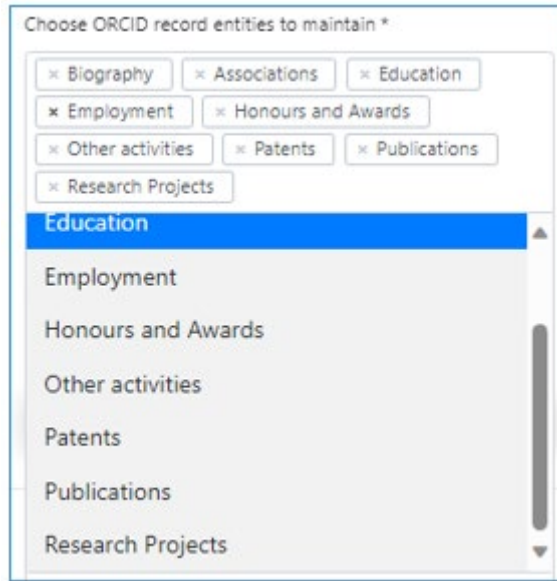 Choose ORCID record entities to maintain *
× Biography × Associations × Education
× Employment × Honours and Awards
× Other activities × Patents × Publications
× Research Projects
Education
Employment
Honours and Awards
Other activities
Patents
Publications
Research Projects